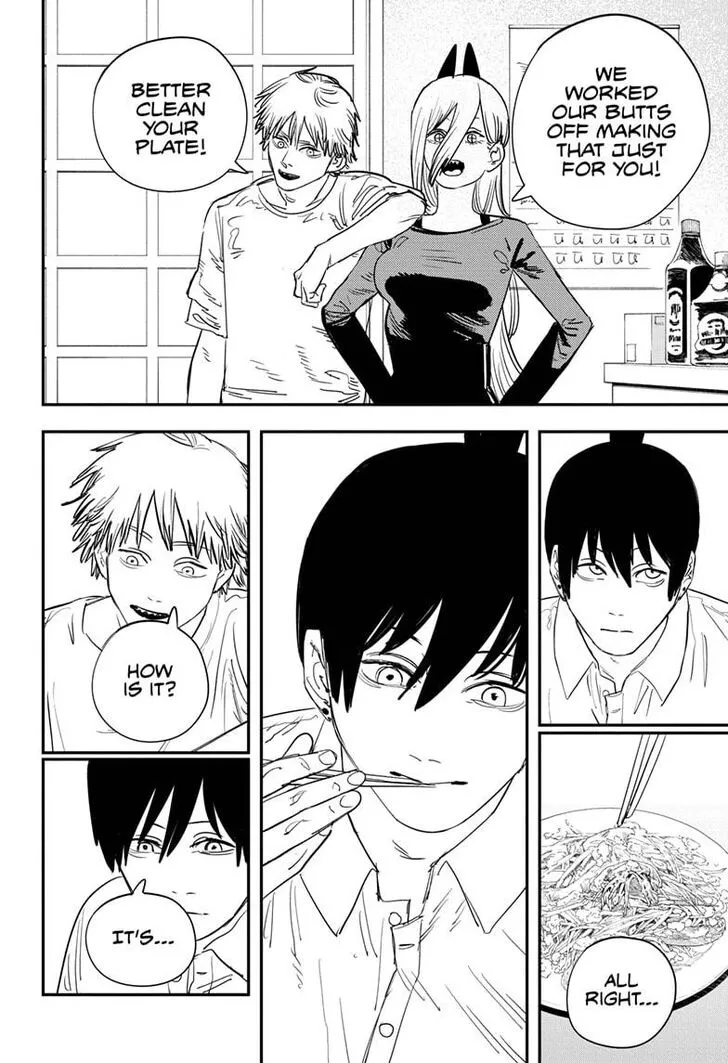 WE
WORKED
OUR BUTTS
OFF MAKING
THAT JUST
FOR YOU!
BETTER
CLEAN
YOUR
PLATE!
ALL
RIGHT...
HOW
IS IT?
IT'S...